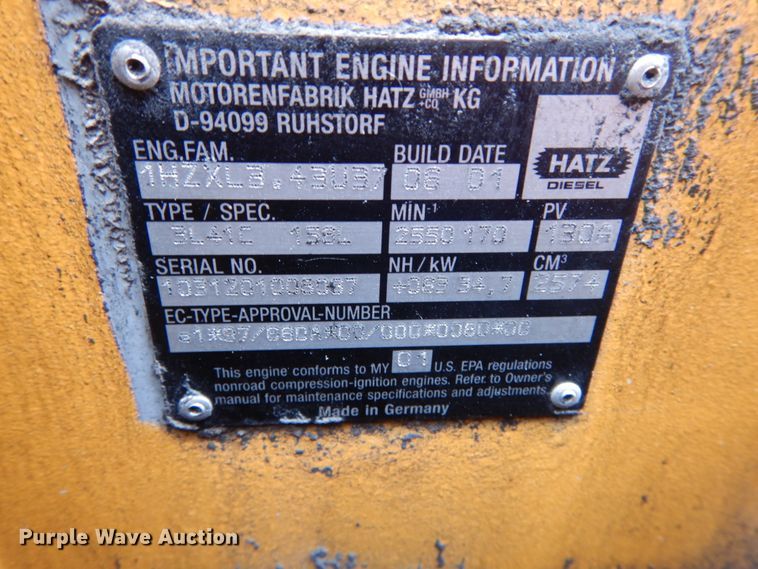 IMPORTANT ENGINE INFORMATION
MOTORENFABRIK HATZ GMBH +CO KG
D-94099 RUHSTORF
HATZ
DIESEL
ENG.FAM. BUILD DATE
1HZXL3.43U37 06 01
TYPE / SPEC. MIN-1 PV
3L41C 158L 2550 170 130A
SERIAL NO. NH / kW CM3
34,7 2574
EC-TYPE-APPROVAL-NUMBER
This engine conforms to MY 01 U.S. EPA regulations
nonroad compression-ignition engines. Refer to Owner's
manual for maintenance specifications and adjustments
Made in Germany
Purple Wave Auction